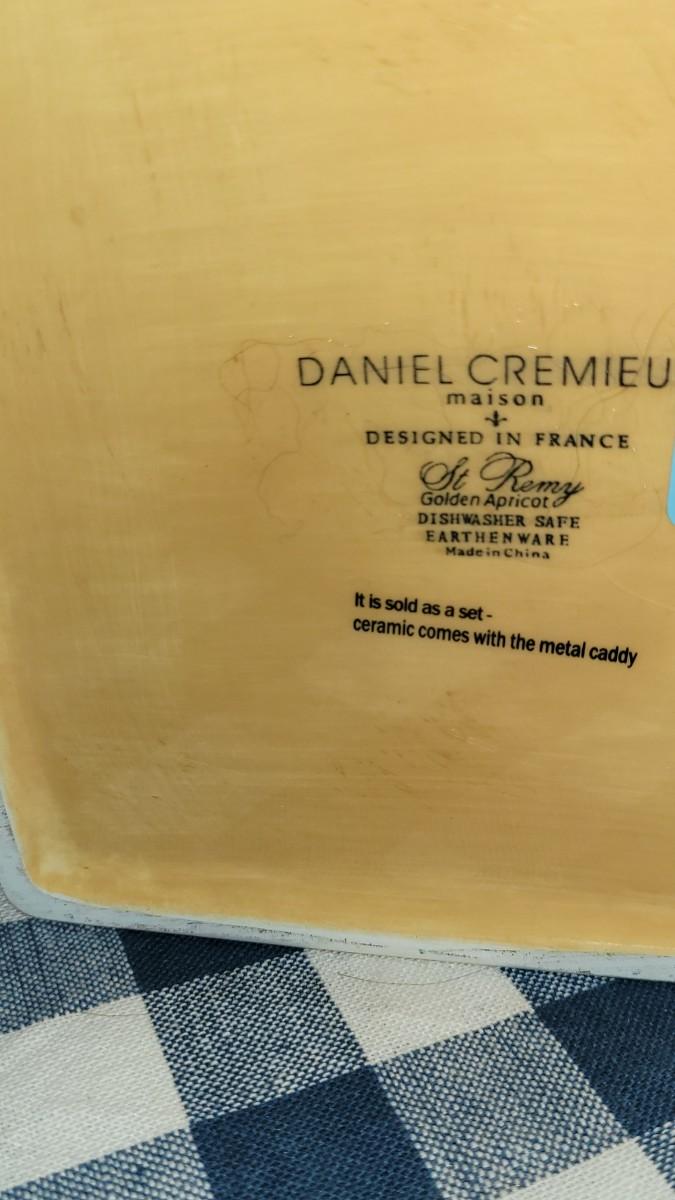 DANIEL CREMIEU
maison
DESIGNED IN FRANCE
St Remy
Golden Apricot
DISHWASHER SAFE
EARTHENWARE
Made in China
It is sold as a set -
ceramic comes with the metal caddy